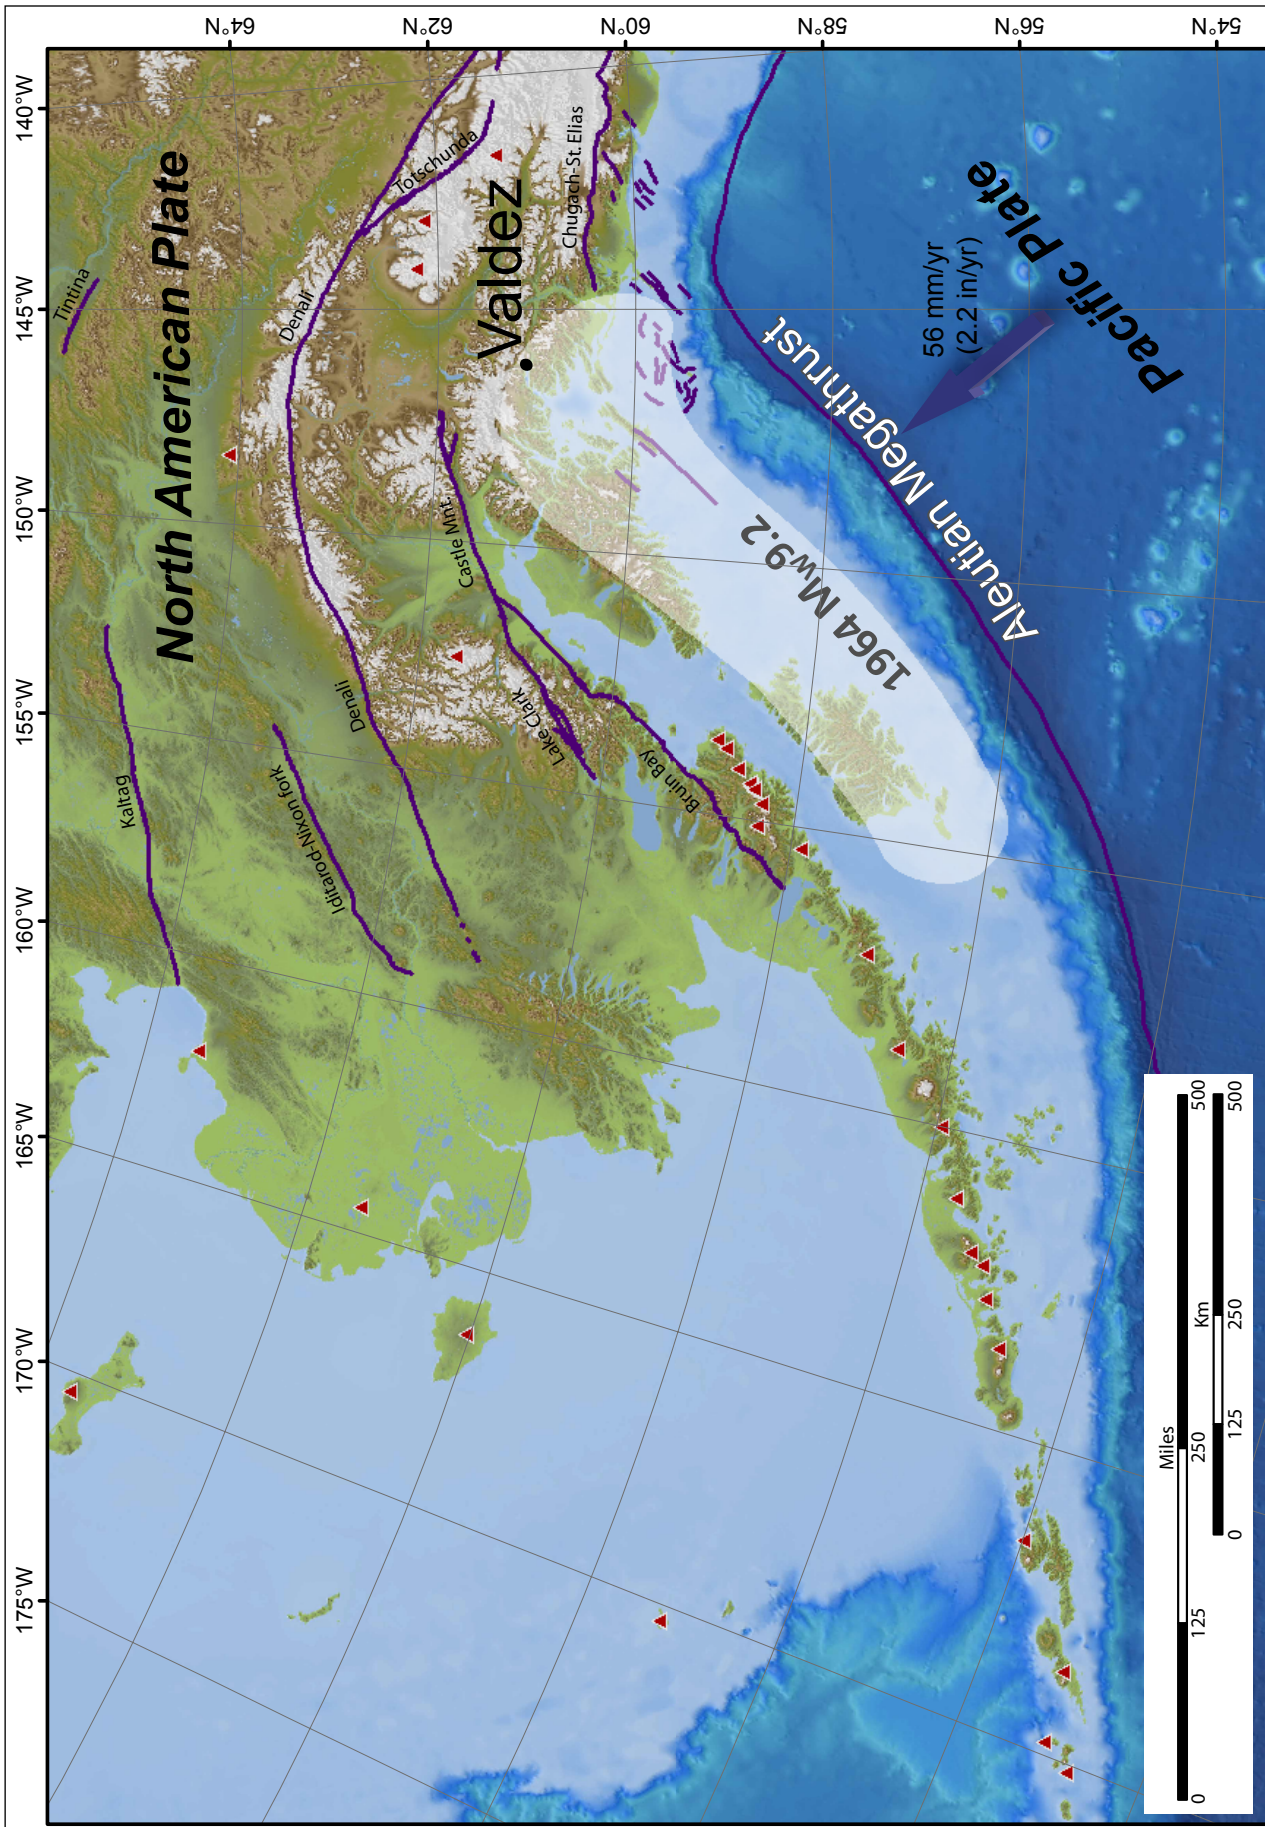 175°W
170°W
165°W
160°W
155°W
150°W
145°W
140°W
64°N
62°N
60°N
58°N
56°N
54°N
North American Plate
Tintina
Kaltag
Iditarod-Nixon fork
Denali
Denali
Totschunda
Castle Mnt.
Lake Clark
Bruin Bay
Chugach-St. Elias
Valdez
1964 Mw9.2
Aleutian Megathrust
56 mm/yr
(2.2 in/yr)
Pacific Plate
Miles
0 125 250 500
Km
0 125 250 500